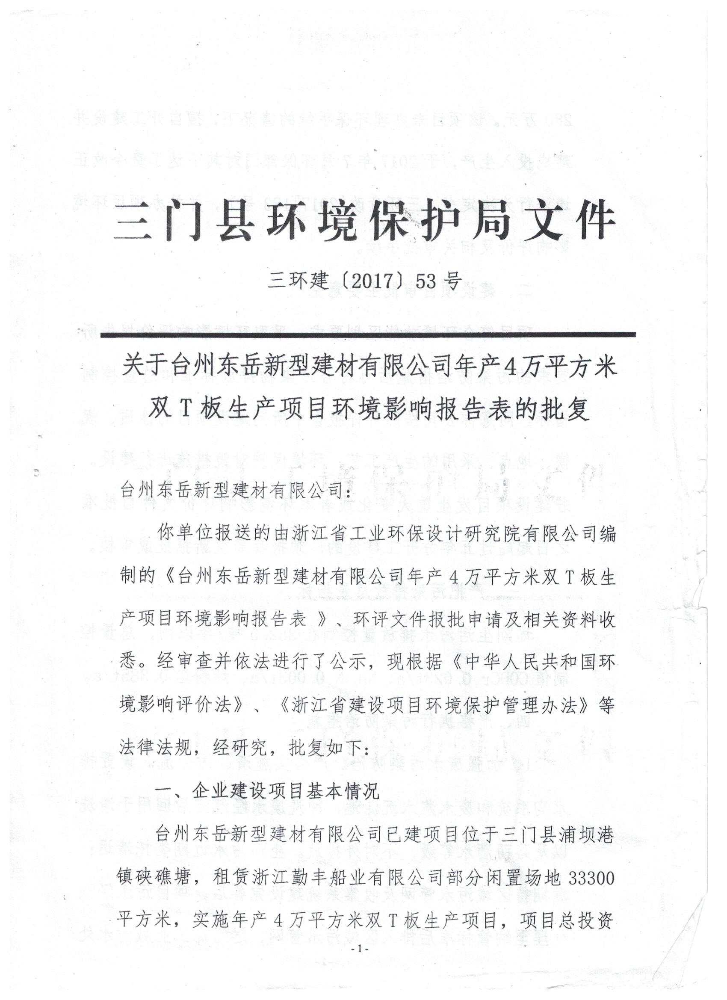 三门县环境保护局文件
三环建〔2017〕53号
关于台州东岳新型建材有限公司年产4万平方米
双T板生产项目环境影响报告表的批复
台州东岳新型建材有限公司：
你单位报送的由浙江省工业环保设计研究院有限公司编
制的《台州东岳新型建材有限公司年产4万平方米双T板生
产项目环境影响报告表 》、环评文件报批申请及相关资料收
悉。经审查并依法进行了公示，现根据《中华人民共和国环
境影响评价法》、《浙江省建设项目环境保护管理办法》等
法律法规，经研究，批复如下：
一、企业建设项目基本情况
台州东岳新型建材有限公司已建项目位于三门县浦坝港
镇硖礁塘，租赁浙江勤丰船业有限公司部分闲置场地33300
平方米，实施年产4万平方米双T板生产项目，项目总投资
-1-